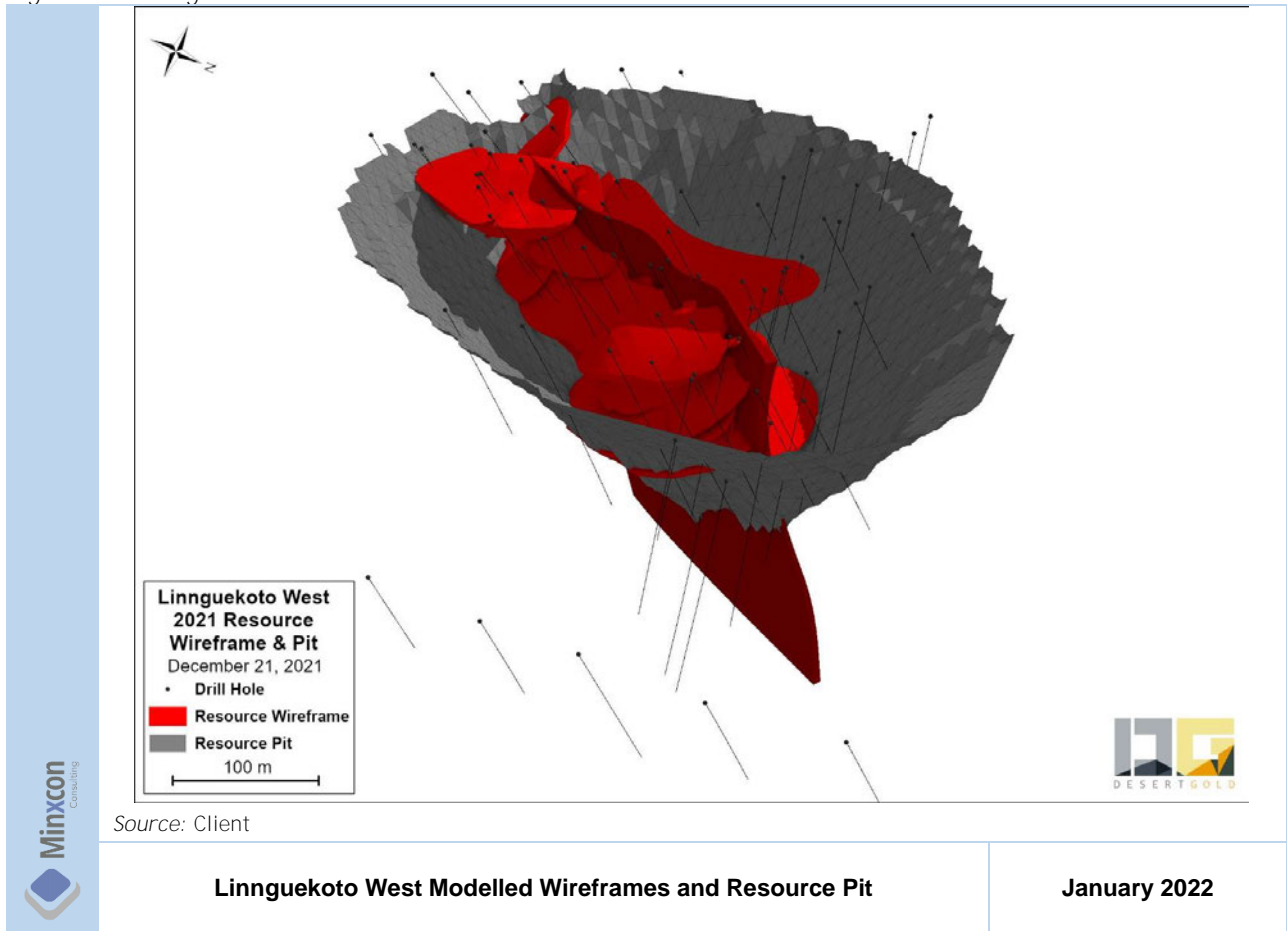 N
Linnguekoto West
2021 Resource
Wireframe & Pit
December 21, 2021
Drill Hole
Resource Wireframe
Resource Pit
100 m
DESERTGOLD
Minxcon
Consulting
Source: Client
Linnguekoto West Modelled Wireframes and Resource Pit
January 2022